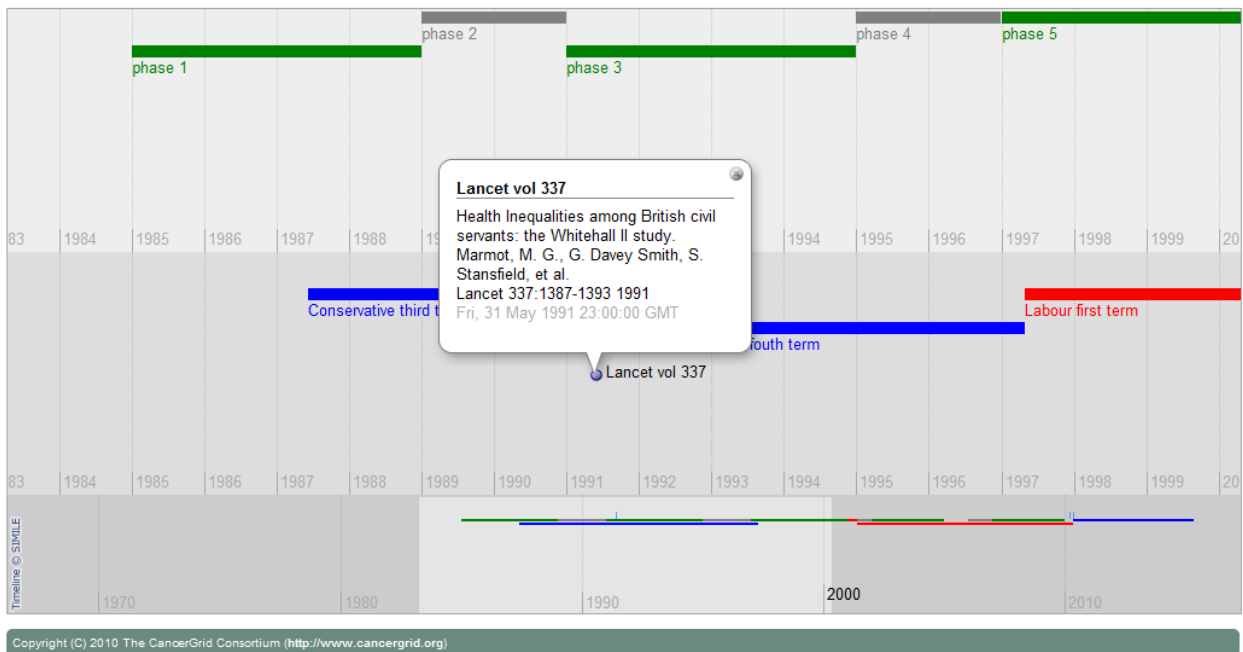 phase 2
phase 4
phase 5
phase 1
phase 3
Lancet vol 337
Health Inequalities among British civil
servants: the Whitehall II study.
Marmot, M. G., G. Davey Smith, S.
Stansfield, et al.
Lancet 337:1387-1393 1991
Fri, 31 May 1991 23:00:00 GMT
83 1984 1985 1986 1987 1988 19 1994 1995 1996 1997 1998 1999 20
Conservative third t
Labour first term
fouth term
Lancet vol 337
83 1984 1985 1986 1987 1988 1989 1990 1991 1992 1993 1994 1995 1996 1997 1998 1999 20
Timeline © SIMILE
1970 1980 1990 2000 2010
Copyright (C) 2010 The CancerGrid Consortium (http://www.cancergrid.org)